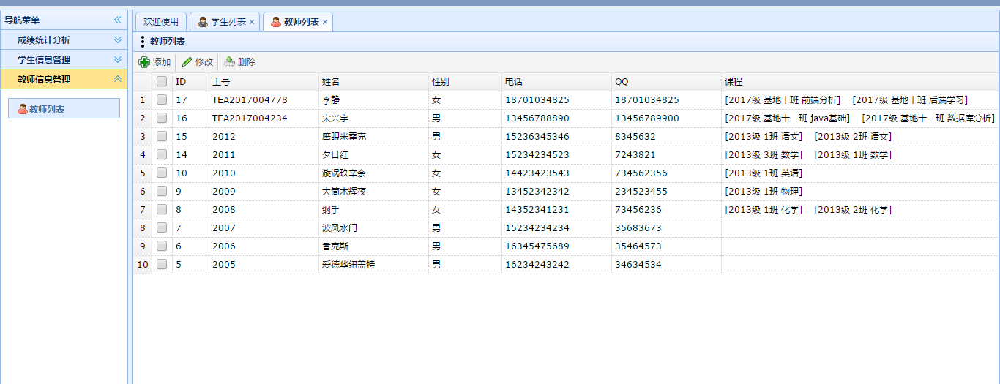 导航菜单
成绩统计分析
学生信息管理
教师信息管理
教师列表
欢迎使用 学生列表 教师列表
教师列表
添加 修改 删除
ID 工号 姓名 性别 电话 QQ 课程
1 17 TEA2017004778 李静 女 18701034825 18701034825 [2017级 基地十班 前端分析] [2017级 基地十班 后端学习]
2 16 TEA2017004234 宋兴宇 男 13456788890 13456789900 [2017级 基地十一班 java基础] [2017级 基地十一班 数据库分析]
3 15 2012 鹰眼米霍克 男 15236345346 8345632 [2013级 1班 语文] [2013级 2班 语文]
4 14 2011 夕日红 女 15234234523 7243821 [2013级 3班 数学] [2013级 1班 数学]
5 10 2010 漩涡玖辛奈 女 14423423543 734562356 [2013级 1班 英语]
6 9 2009 大筒木辉夜 女 13452342342 234523455 [2013级 1班 物理]
7 8 2008 纲手 女 14352341231 73456236 [2013级 1班 化学] [2013级 2班 化学]
8 7 2007 波风水门 男 15234234234 35683673
9 6 2006 香克斯 男 16345475689 35464573
10 5 2005 爱德华纽盖特 男 16234243242 34634534